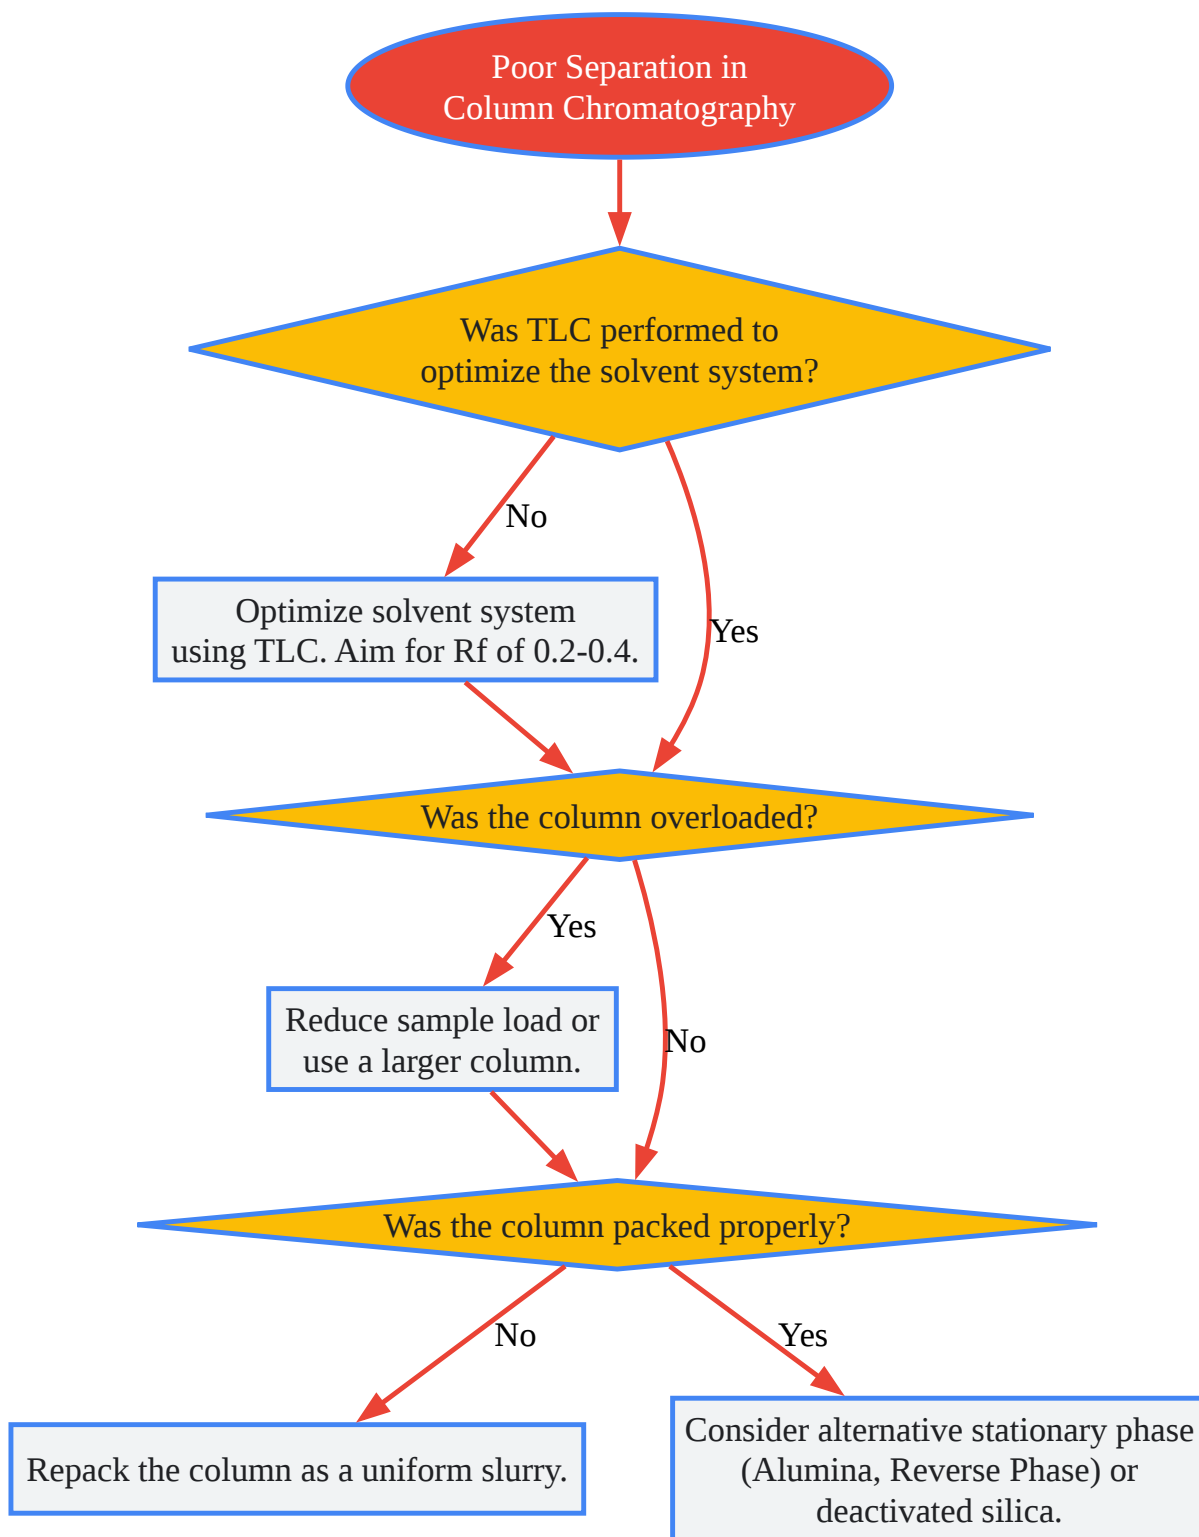 Poor Separation in
Column Chromatography
Was TLC performed to
optimize the solvent system?
No
Optimize solvent system
using TLC. Aim for Rf of 0.2-0.4.
Yes
Was the column overloaded?
Yes
Reduce sample load or
use a larger column.
No
Was the column packed properly?
No
Yes
Repack the column as a uniform slurry.
Consider alternative stationary phase
(Alumina, Reverse Phase) or
deactivated silica.